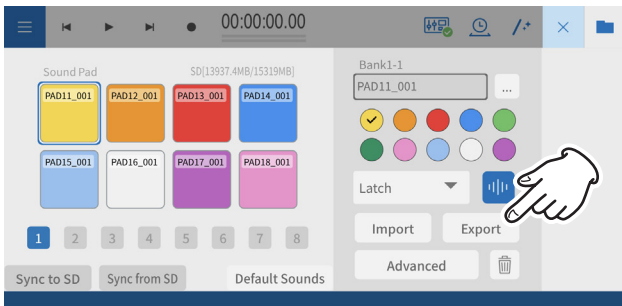 00:00:00.00
Sound Pad
SD[13937.4MB/15319MB]
PAD11_001
PAD12_001
PAD13_001
PAD14_001
PAD15_001
PAD16_001
PAD17_001
PAD18_001
1 2 3 4 5 6 7 8
Sync to SD
Sync from SD
Default Sounds
Bank1-1
PAD11_001
...
Latch
Import
Export
Advanced